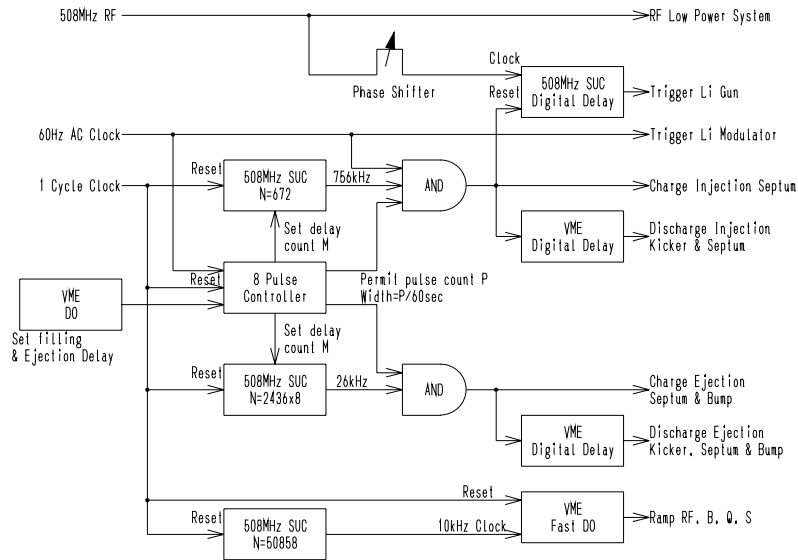 508MHz RF
RF Low Power System
Clock
Phase Shifter
508MHz SUC
Digital Delay
Reset
Trigger Li Gun
60Hz AC Clock
Trigger Li Modulator
Reset
508MHz SUC
N=672
756kHz
AND
1 Cycle Clock
Charge Injection Septum
Set delay
count M
VME
Digital Delay
Discharge Injection
Kicker & Septum
Reset
8 Pulse
Controller
Permit pulse count P
Width=P/60sec
VME
DO
Set filling
& Ejection Delay
Set delay
count M
Reset
508MHz SUC
N=2436x8
26kHz
AND
Charge Ejection
Septum & Bump
VME
Digital Delay
Discharge Ejection
Kicker, Septum & Bump
Reset
Reset
508MHz SUC
N=50858
10kHz Clock
VME
Fast DO
Ramp RF, B, Q, S